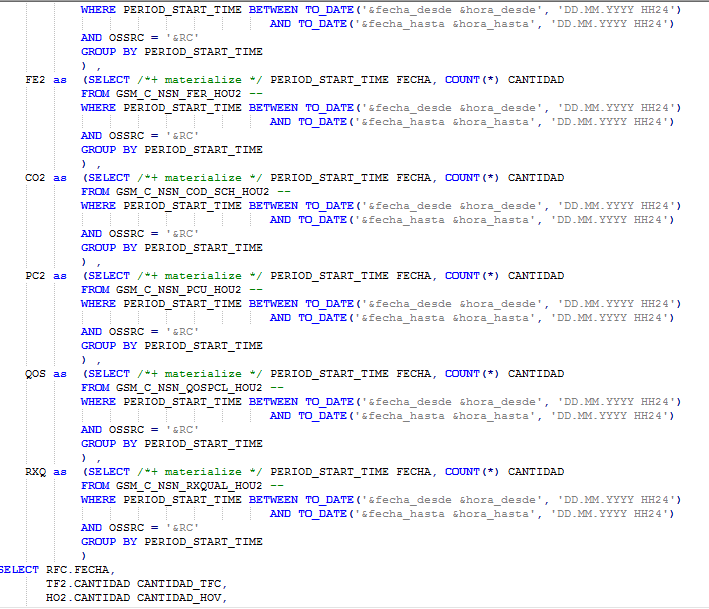 WHERE PERIOD_START_TIME BETWEEN TO_DATE('&fecha_desde &hora_desde', 'DD.MM.YYYY HH24')
AND TO_DATE('&fecha_hasta &hora_hasta', 'DD.MM.YYYY HH24')
AND OSSRC = '&RC'
GROUP BY PERIOD_START_TIME
) ,
FE2 as (SELECT /*+ materialize */ PERIOD_START_TIME FECHA, COUNT(*) CANTIDAD
FROM GSM_C_NSN_FER_HOU2 --
WHERE PERIOD_START_TIME BETWEEN TO_DATE('&fecha_desde &hora_desde', 'DD.MM.YYYY HH24')
AND TO_DATE('&fecha_hasta &hora_hasta', 'DD.MM.YYYY HH24')
AND OSSRC = '&RC'
GROUP BY PERIOD_START_TIME
) ,
CO2 as (SELECT /*+ materialize */ PERIOD_START_TIME FECHA, COUNT(*) CANTIDAD
FROM GSM_C_NSN_COD_SCH_HOU2 --
WHERE PERIOD_START_TIME BETWEEN TO_DATE('&fecha_desde &hora_desde', 'DD.MM.YYYY HH24')
AND TO_DATE('&fecha_hasta &hora_hasta', 'DD.MM.YYYY HH24')
AND OSSRC = '&RC'
GROUP BY PERIOD_START_TIME
) ,
PC2 as (SELECT /*+ materialize */ PERIOD_START_TIME FECHA, COUNT(*) CANTIDAD
FROM GSM_C_NSN_PCU_HOU2 --
WHERE PERIOD_START_TIME BETWEEN TO_DATE('&fecha_desde &hora_desde', 'DD.MM.YYYY HH24')
AND TO_DATE('&fecha_hasta &hora_hasta', 'DD.MM.YYYY HH24')
AND OSSRC = '&RC'
GROUP BY PERIOD_START_TIME
) ,
QOS as (SELECT /*+ materialize */ PERIOD_START_TIME FECHA, COUNT(*) CANTIDAD
FROM GSM_C_NSN_QOSPCL_HOU2 --
WHERE PERIOD_START_TIME BETWEEN TO_DATE('&fecha_desde &hora_desde', 'DD.MM.YYYY HH24')
AND TO_DATE('&fecha_hasta &hora_hasta', 'DD.MM.YYYY HH24')
AND OSSRC = '&RC'
GROUP BY PERIOD_START_TIME
) ,
RXQ as (SELECT /*+ materialize */ PERIOD_START_TIME FECHA, COUNT(*) CANTIDAD
FROM GSM_C_NSN_RXQUAL_HOU2 --
WHERE PERIOD_START_TIME BETWEEN TO_DATE('&fecha_desde &hora_desde', 'DD.MM.YYYY HH24')
AND TO_DATE('&fecha_hasta &hora_hasta', 'DD.MM.YYYY HH24')
AND OSSRC = '&RC'
GROUP BY PERIOD_START_TIME
)
SELECT RFC.FECHA,
TF2.CANTIDAD CANTIDAD_TFC,
HO2.CANTIDAD CANTIDAD_HOV,